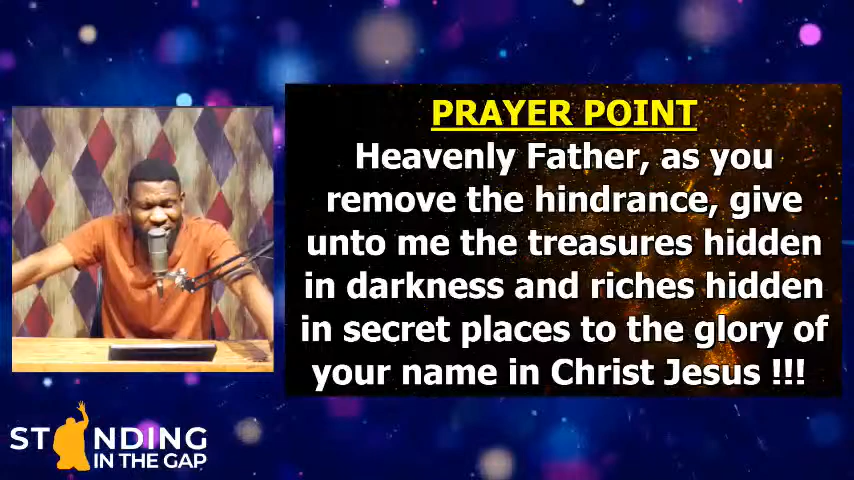 PRAYER POINT
Heavenly Father, as you
remove the hindrance, give
unto me the treasures hidden
in darkness and riches hidden
in secret places to the glory of
your name in Christ Jesus !!!
STANDING
IN THE GAP